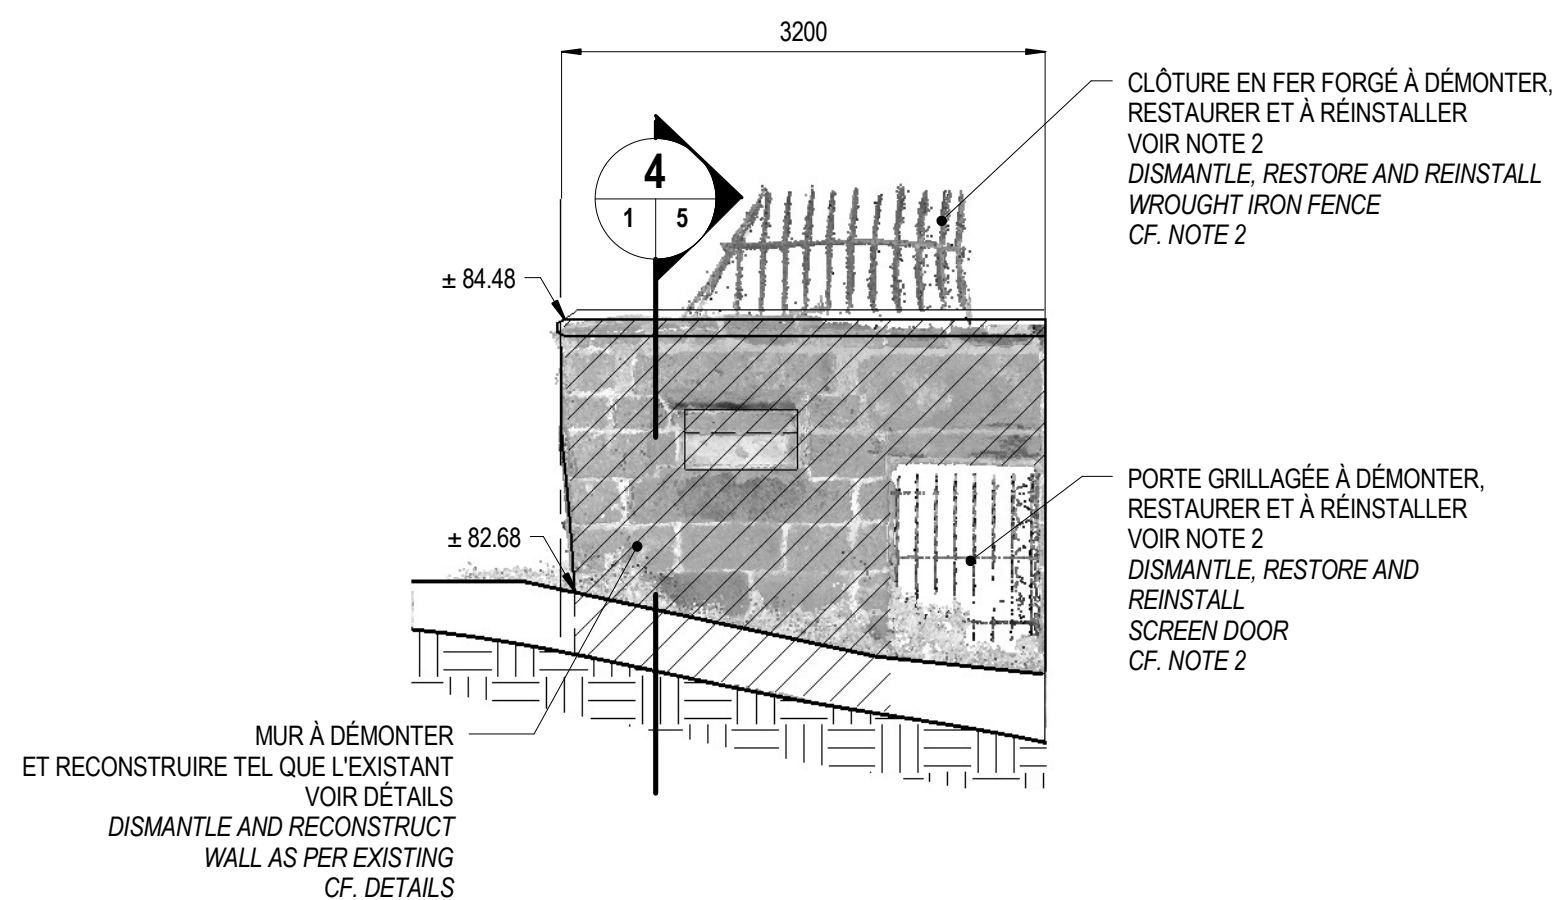 3200
CLÔTURE EN FER FORGÉ À DÉMONTER,
RESTAURER ET À RÉINSTALLER
VOIR NOTE 2
DISMANTLE, RESTORE AND REINSTALL
WROUGHT IRON FENCE
CF. NOTE 2
4
1 5
± 84.48
PORTE GRILLAGÉE À DÉMONTER,
RESTAURER ET À RÉINSTALLER
VOIR NOTE 2
DISMANTLE, RESTORE AND
REINSTALL
SCREEN DOOR
CF. NOTE 2
± 82.68
MUR À DÉMONTER
ET RECONSTRUIRE TEL QUE L'EXISTANT
VOIR DÉTAILS
DISMANTLE AND RECONSTRUCT
WALL AS PER EXISTING
CF. DETAILS